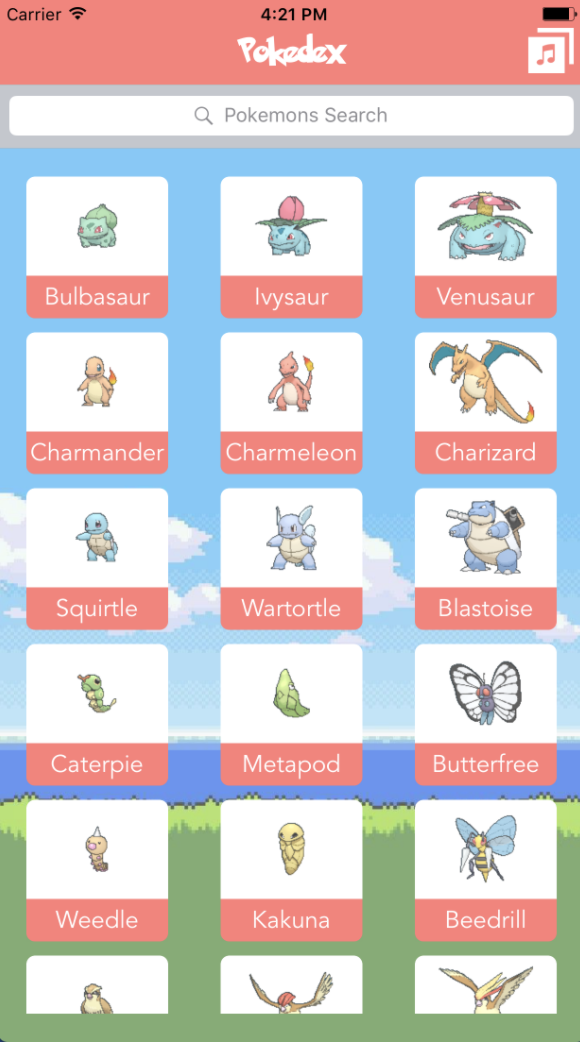 Carrier 4:21 PM
Pokedex
Pokemons Search
Bulbasaur Ivysaur Venusaur
Charmander Charmeleon Charizard
Squirtle Wartortle Blastoise
Caterpie Metapod Butterfree
Weedle Kakuna Beedrill